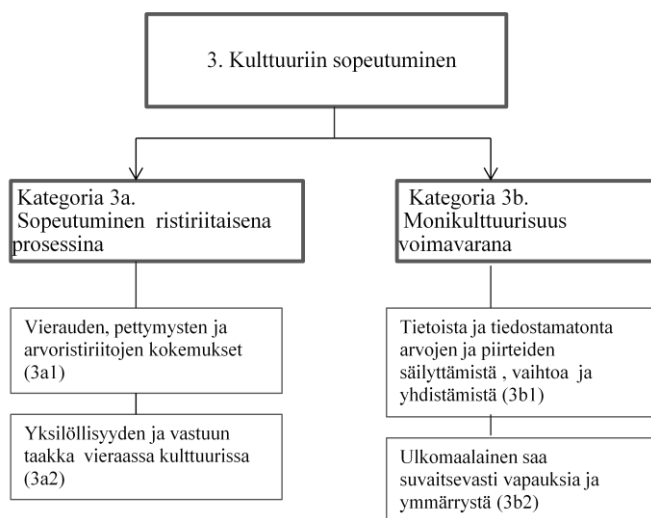 3. Kulttuuriin sopeutuminen
Kategoria 3a.
Sopeutuminen ristiriitaisena
prosessina
Kategoria 3b.
Monikulttuurisuus
voimavarana
Vierauden, pettymysten ja
arvoristiriitojen kokemukset
(3a1)
Tietoista ja tiedostamatonta
arvojen ja piirteiden
säilyttämistä , vaihtoa ja
yhdistämistä (3b1)
Yksilöllisyyden ja vastuun
taakka vieraassa kulttuurissa
(3a2)
Ulkomaalainen saa
suvaitsevasti vapauksia ja
ymmärrystä (3b2)